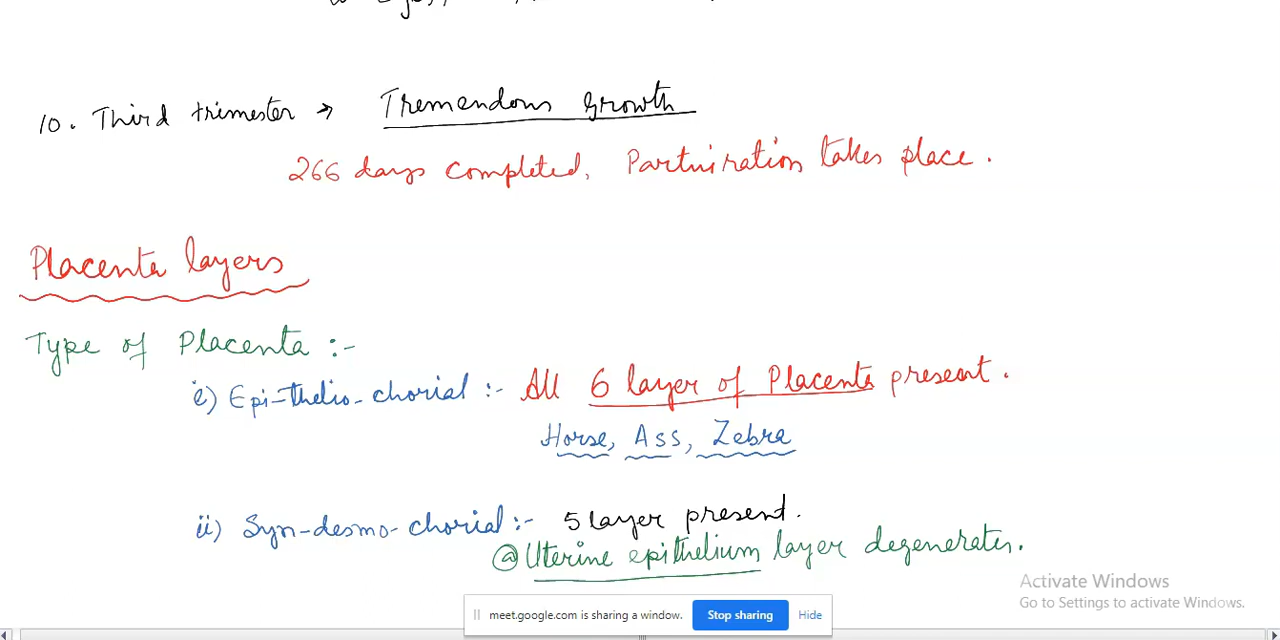 10. Third trimester → Tremendous Growth
266 days completed, Parturiration takes place.
Placenta layers
Type of Placenta :-
i) Epi-thelio-chorial :- All 6 layer of Placenta present.
Horse, Ass, Zebra
ii) Syn-desmo-chorial :- 5 layer present.
@ Uterine epithelium layer degenerates.
Activate Windows
Go to Settings to activate Windows.
meet.google.com is sharing a window. Stop sharing Hide